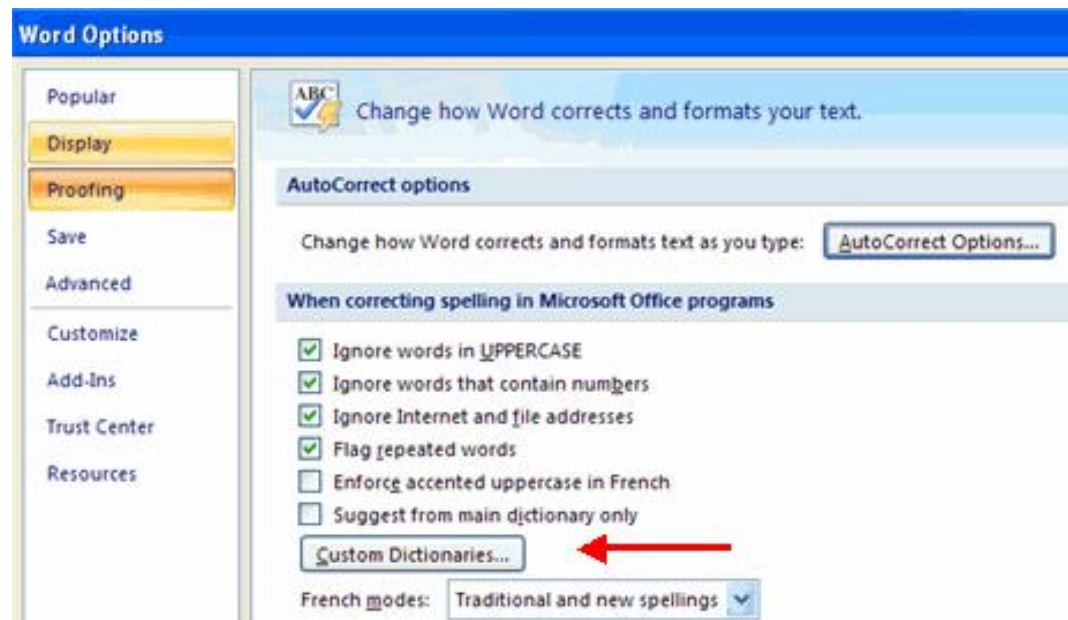 Word Options
Popular
Display
Proofing
Save
Advanced
Customize
Add-Ins
Trust Center
Resources
ABC
Change how Word corrects and formats your text.
AutoCorrect options
Change how Word corrects and formats text as you type: AutoCorrect Options...
When correcting spelling in Microsoft Office programs
Ignore words in UPPERCASE
Ignore words that contain numbers
Ignore Internet and file addresses
Flag repeated words
Enforce accented uppercase in French
Suggest from main dictionary only
Custom Dictionaries...
French modes: Traditional and new spellings